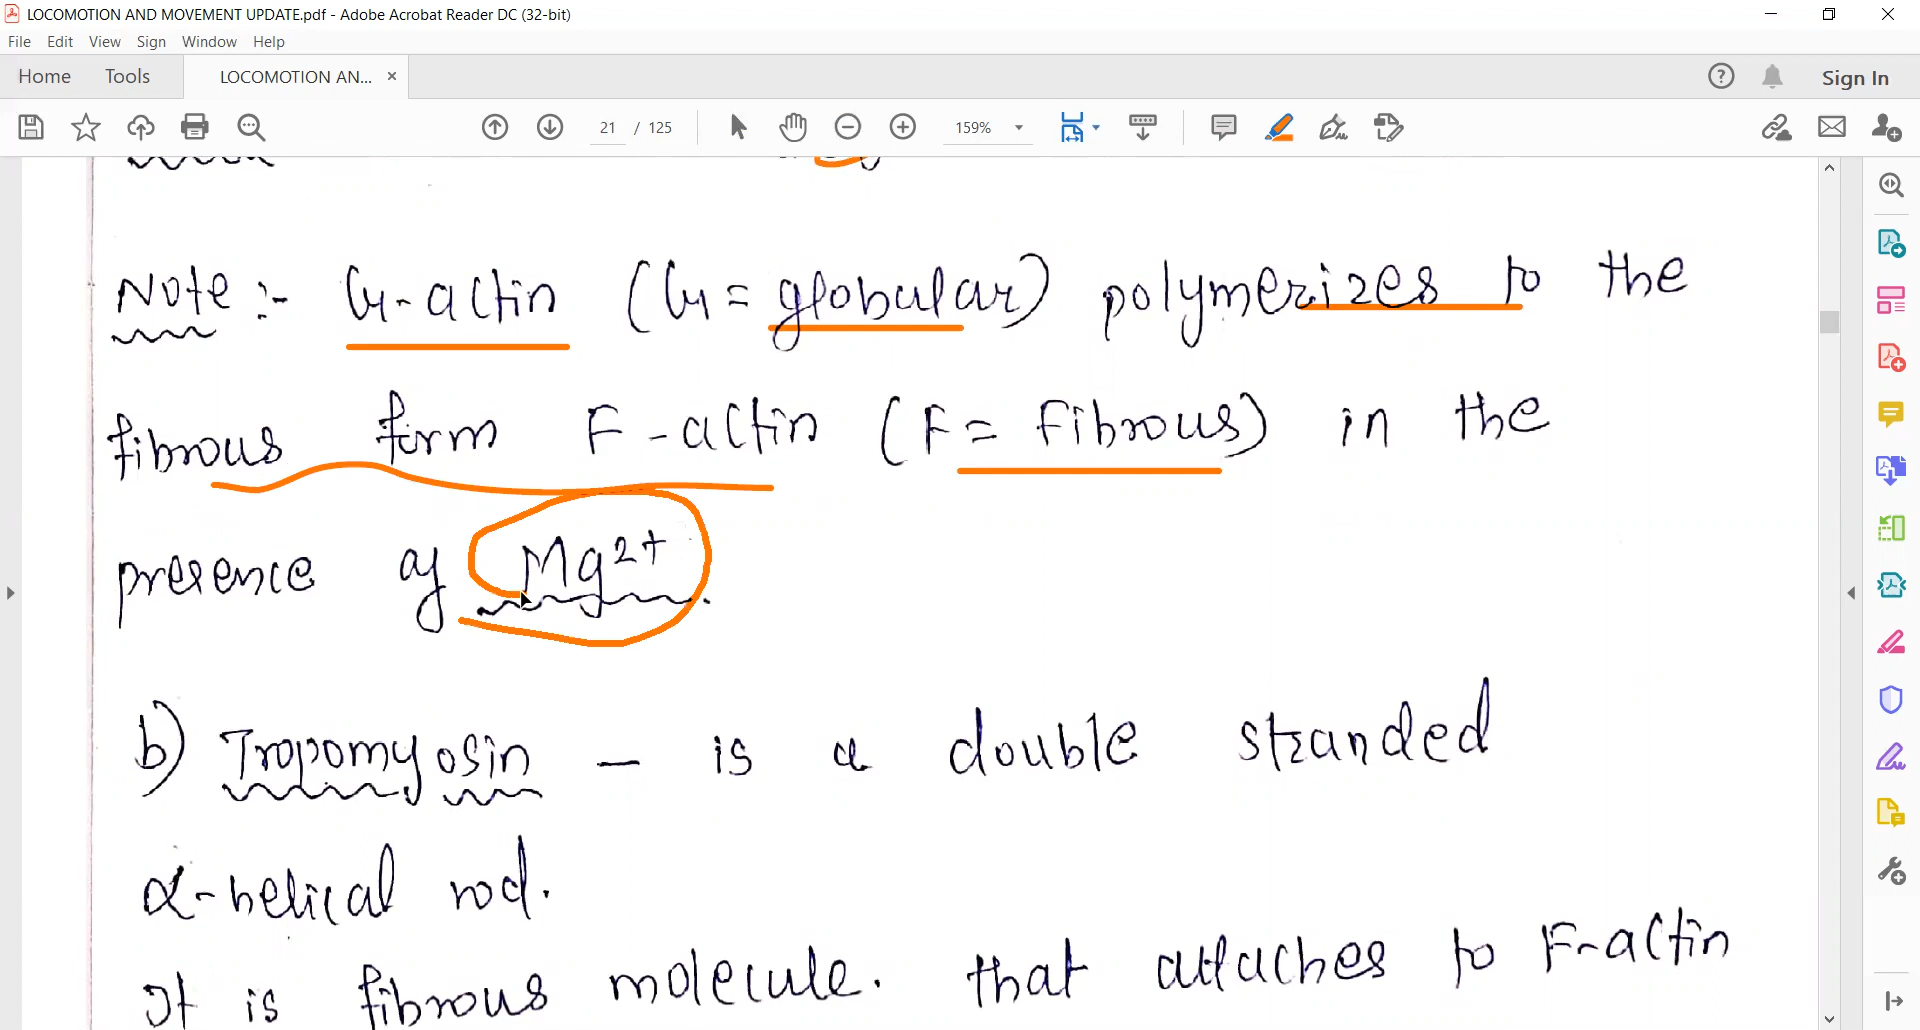 LOCOMOTION AND MOVEMENT UPDATE.pdf - Adobe Acrobat Reader DC (32-bit)
File Edit View Sign Window Help
Home Tools LOCOMOTION AN... × Sign In
21 / 125 159%
Note :- G-actin (G = globular) polymerizes to the
fibrous form F-actin (F = Fibrous) in the
presence of Mg2+.
b) Tropomyosin — is a double stranded
α-helical rod.
It is fibrous molecule. that attaches to F-actin